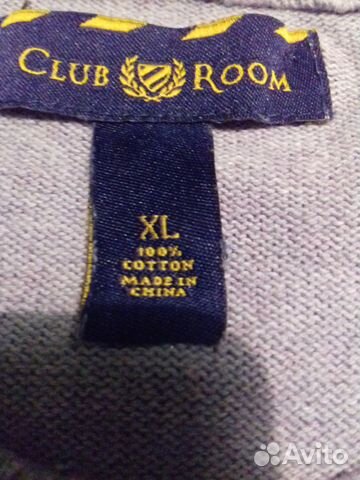 CLUB ROOM
XL
100%
COTTON
MADE IN
CHINA
Avito